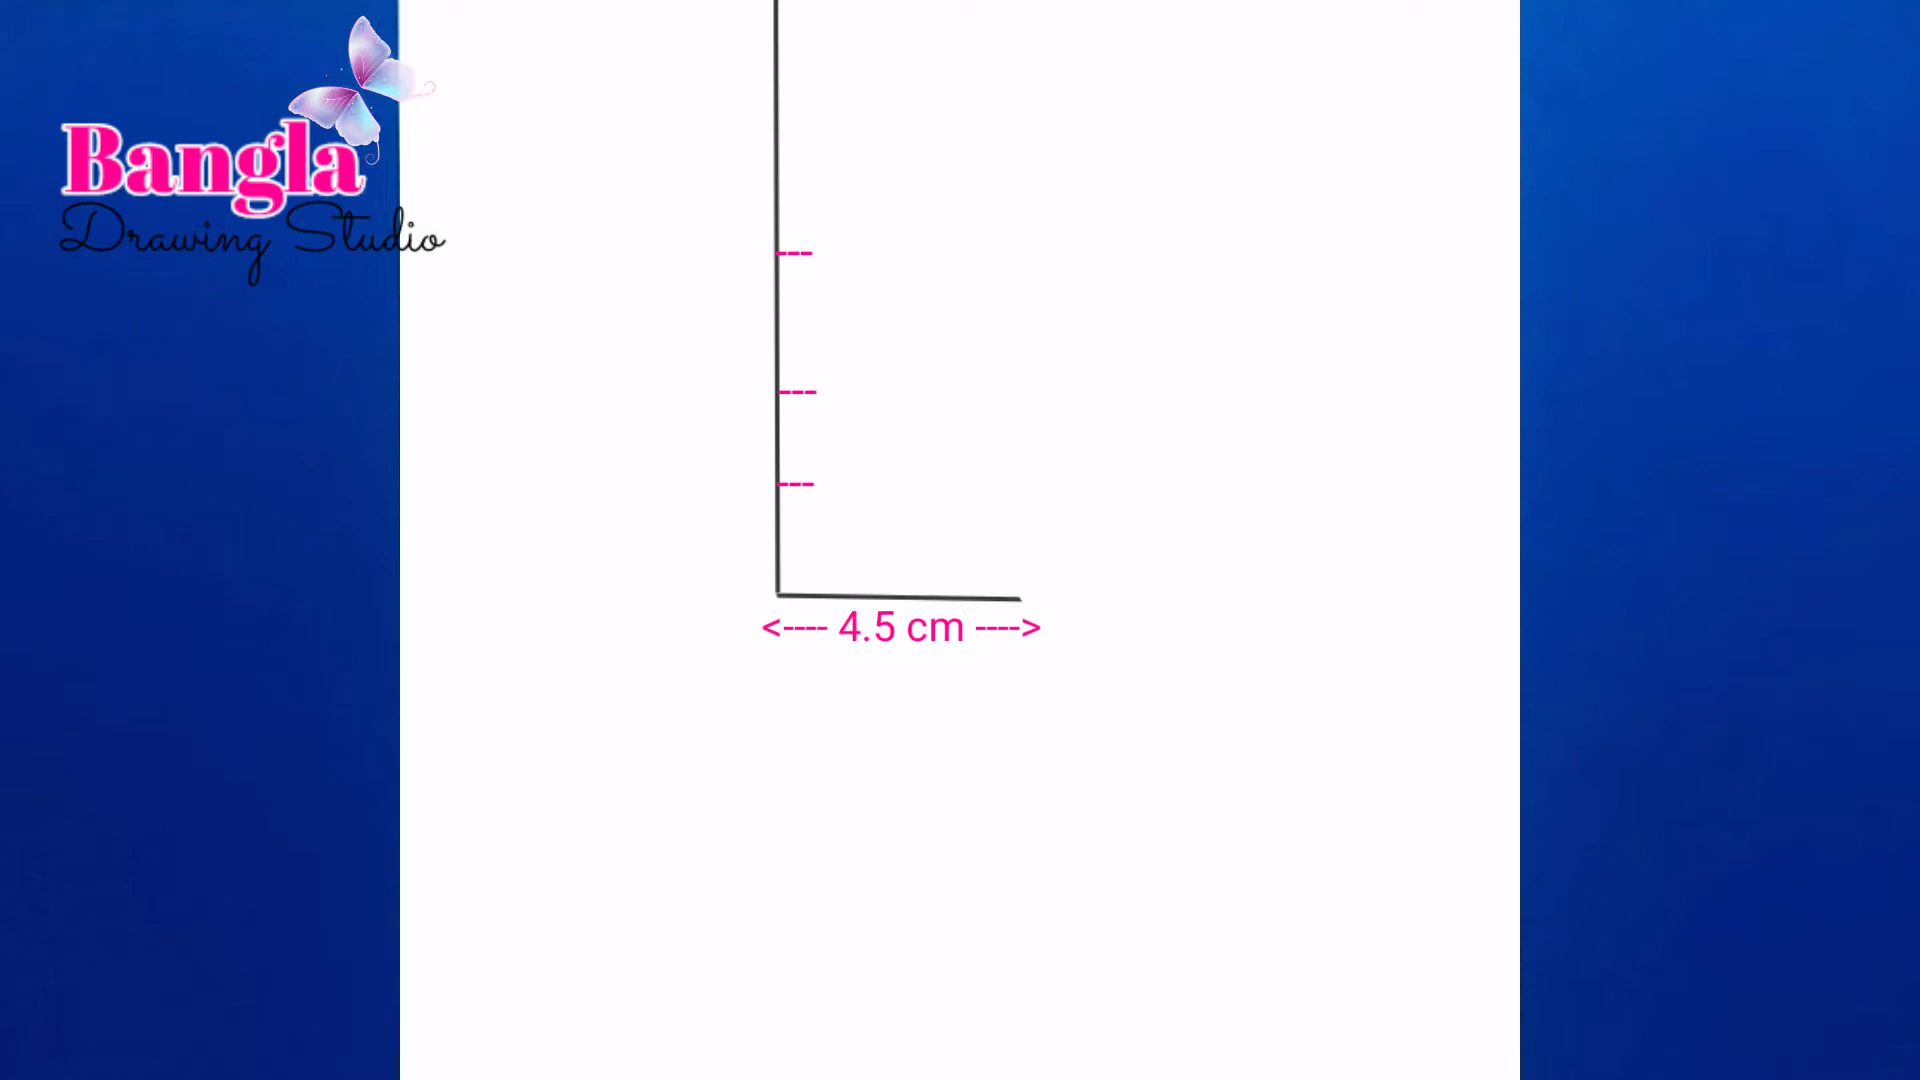 Bangla
Drawing Studio
---
---
---
<---- 4.5 cm ---->